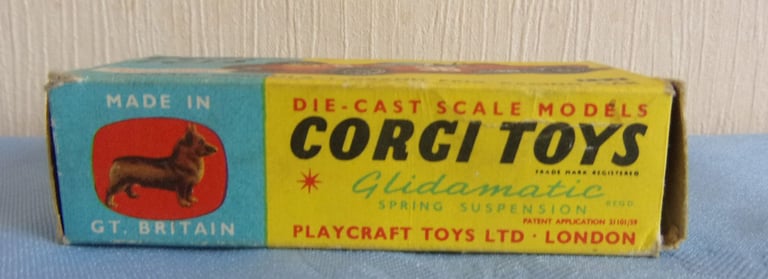 MADE IN
GT. BRITAIN
DIE-CAST SCALE MODELS
CORGI TOYS
TRADE MARK REGISTERED
Glidamatic
REGD
SPRING SUSPENSION
PATENT APPLICATION 31101/59
PLAYCRAFT TOYS LTD · LONDON